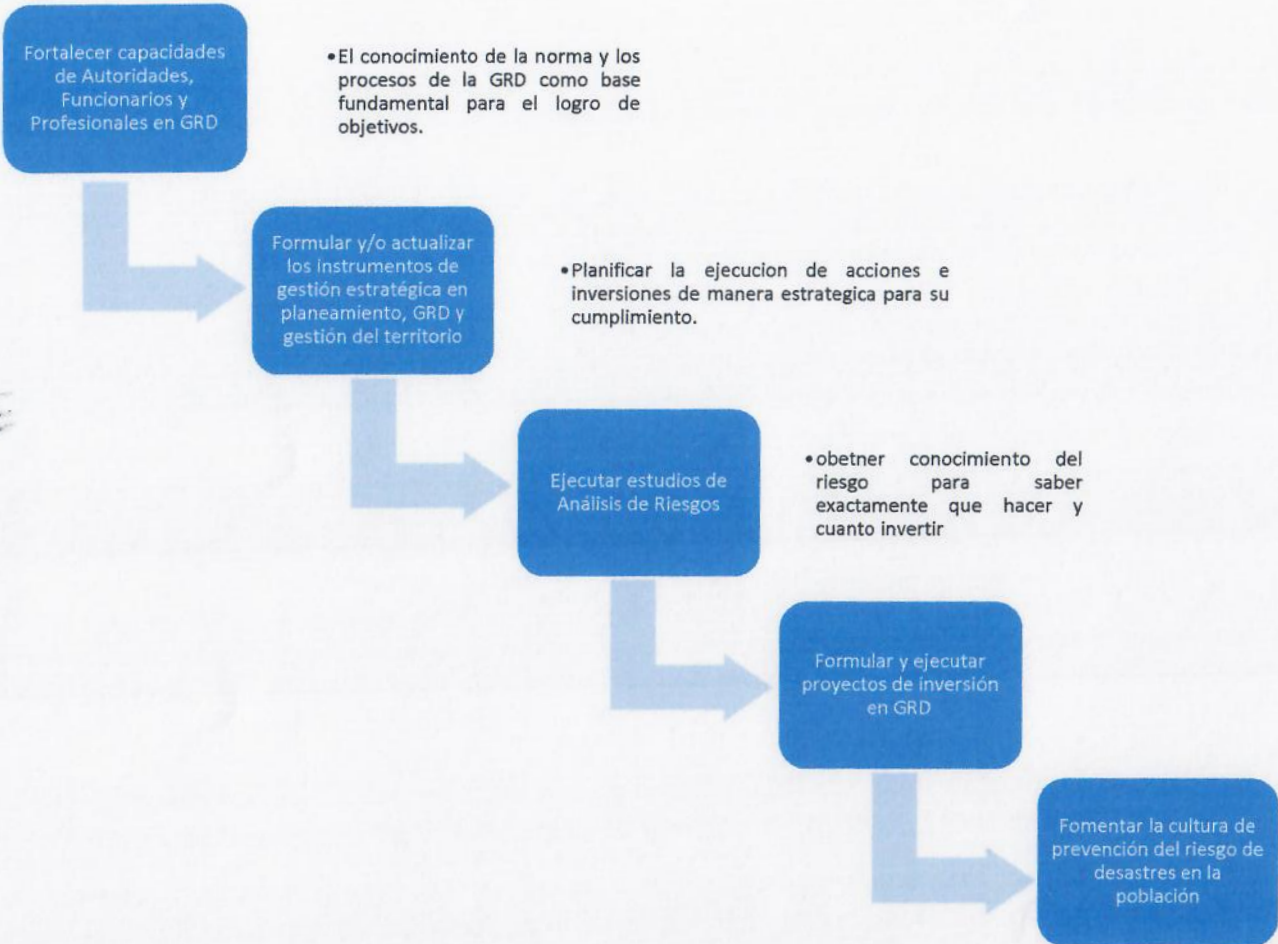 Fortalecer capacidades
de Autoridades,
Funcionarios y
Profesionales en GRD
•El conocimiento de la norma y los
procesos de la GRD como base
fundamental para el logro de
objetivos.
Formular y/o actualizar
los instrumentos de
gestión estratégica en
planeamiento, GRD y
gestión del territorio
•Planificar la ejecucion de acciones e
inversiones de manera estrategica para su
cumplimiento.
Ejecutar estudios de
Análisis de Riesgos
•obetner conocimiento del
riesgo para saber
exactamente que hacer y
cuanto invertir
Formular y ejecutar
proyectos de inversión
en GRD
Fomentar la cultura de
prevención del riesgo de
desastres en la
población